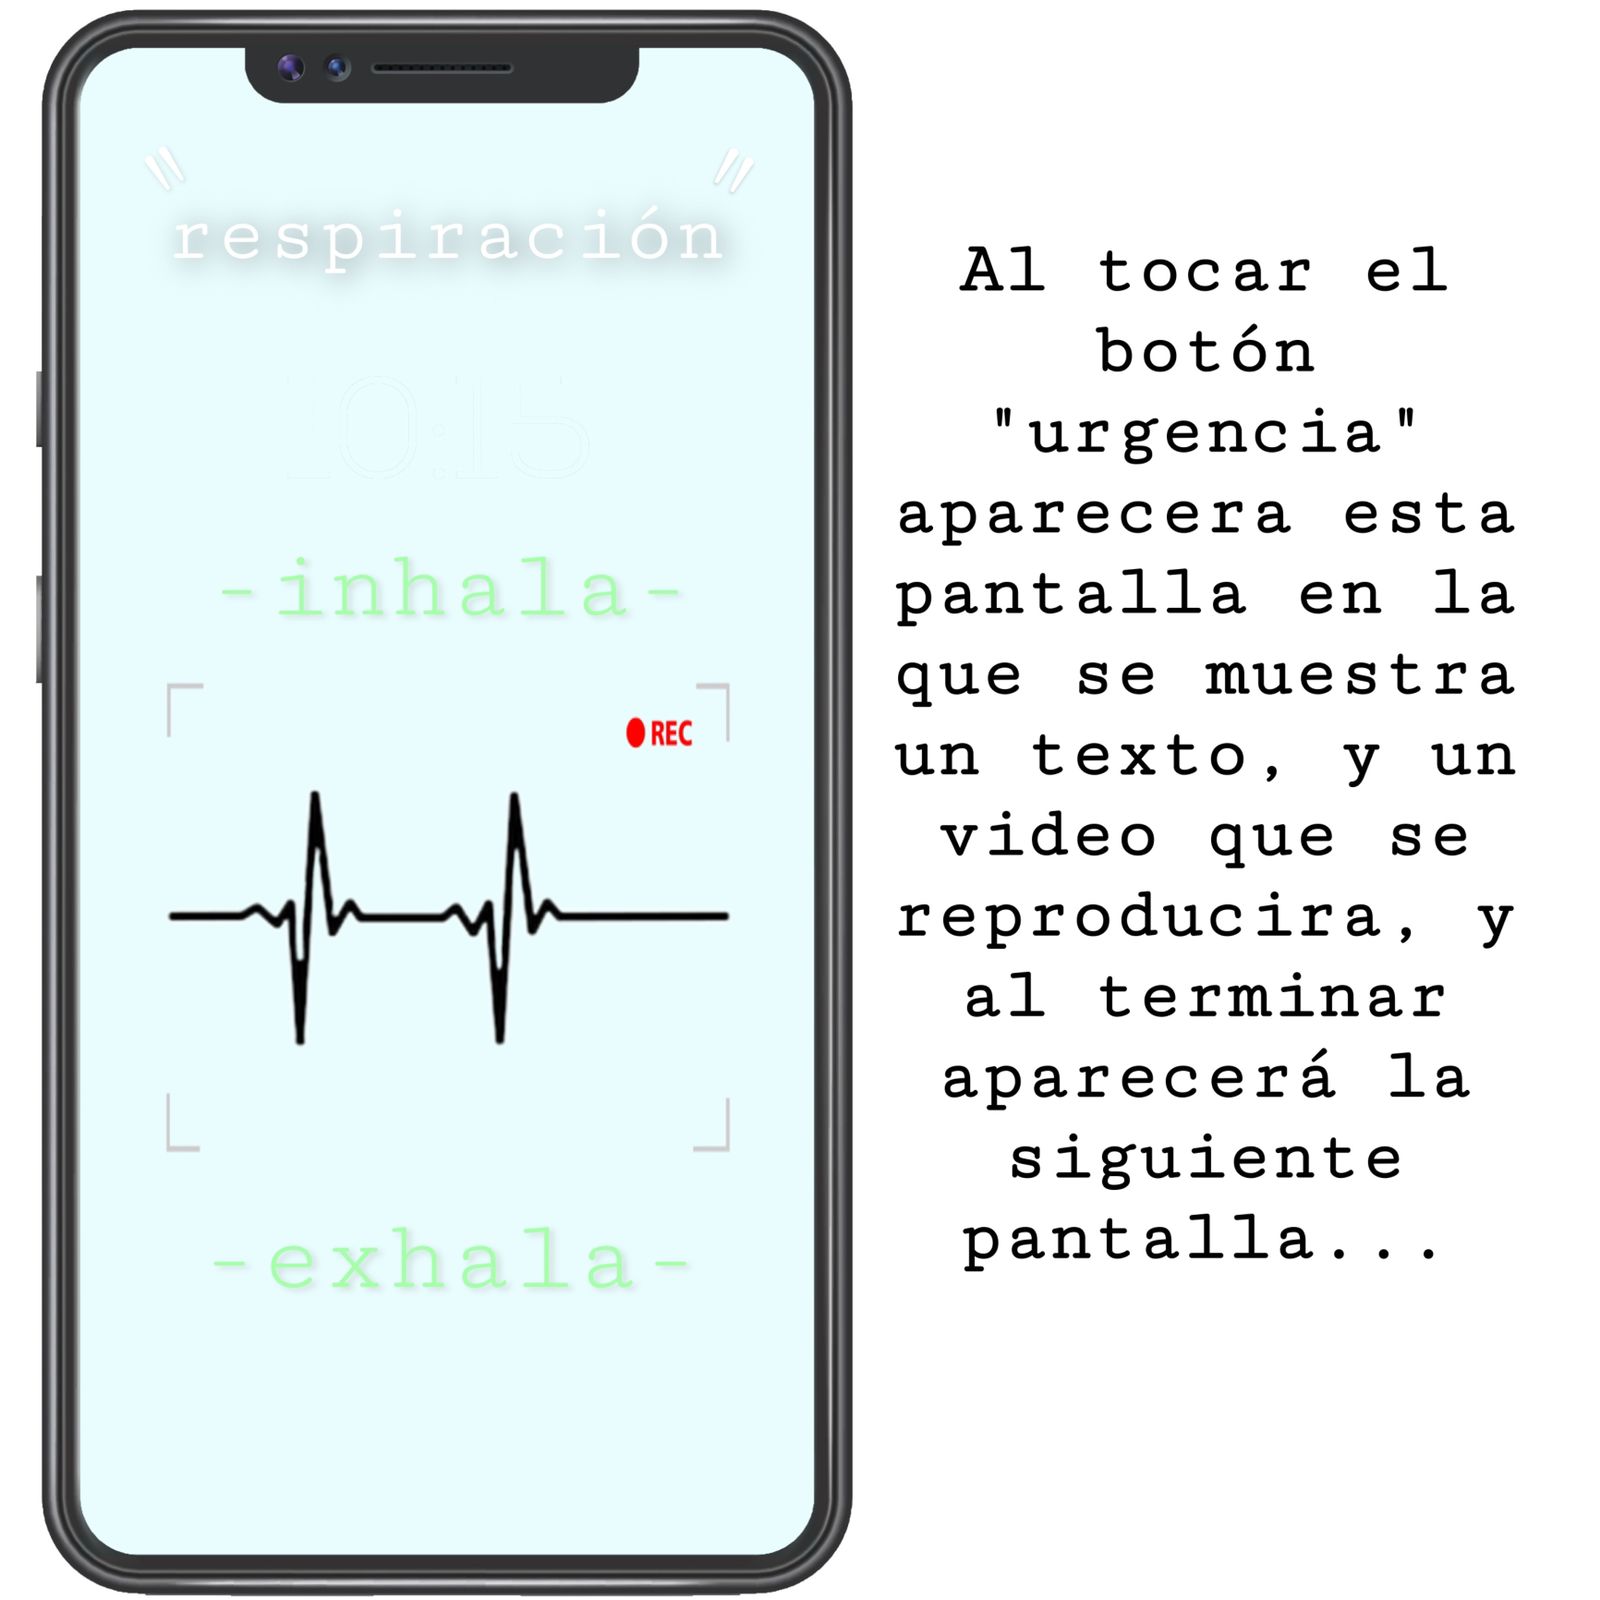 " "
respiración
10:15
-inhala-
REC
-exhala-
Al tocar el
botón
"urgencia"
aparecera esta
pantalla en la
que se muestra
un texto, y un
video que se
reproducira, y
al terminar
aparecerá la
siguiente
pantalla...